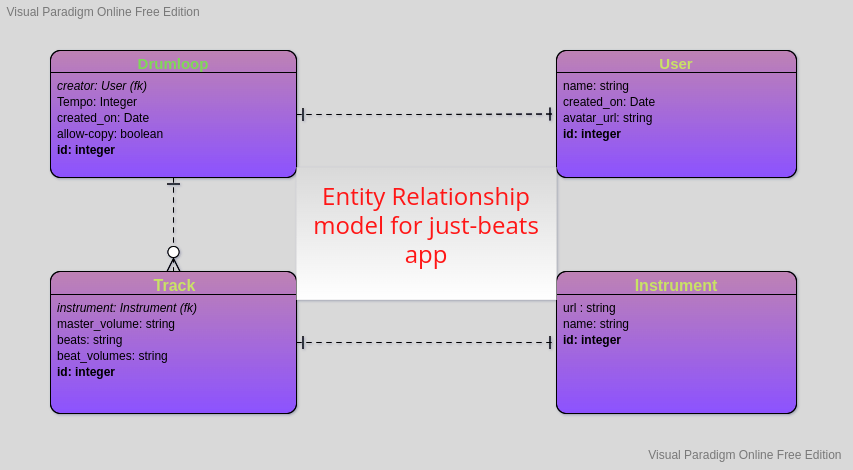 Visual Paradigm Online Free Edition
Drumloop
creator: User (fk)
Tempo: Integer
created_on: Date
allow-copy: boolean
id: integer
User
name: string
created_on: Date
avatar_url: string
id: integer
Entity Relationship
model for just-beats
app
Track
instrument: Instrument (fk)
master_volume: string
beats: string
beat_volumes: string
id: integer
Instrument
url : string
name: string
id: integer
Visual Paradigm Online Free Edition